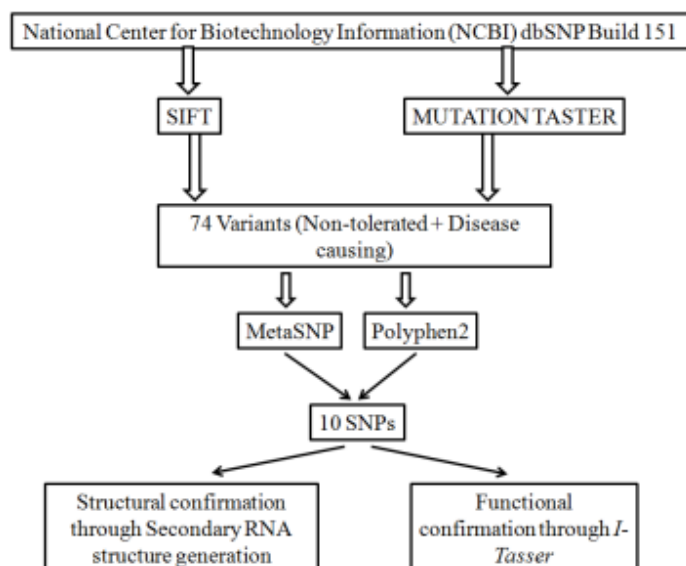 National Center for Biotechnology Information (NCBI) dbSNP Build 151
SIFT
MUTATION TASTER
74 Variants (Non-tolerated + Disease
causing)
MetaSNP
Polyphen2
10 SNPs
Structural confirmation
through Secondary RNA
structure generation
Functional
confirmation through I-
Tasser